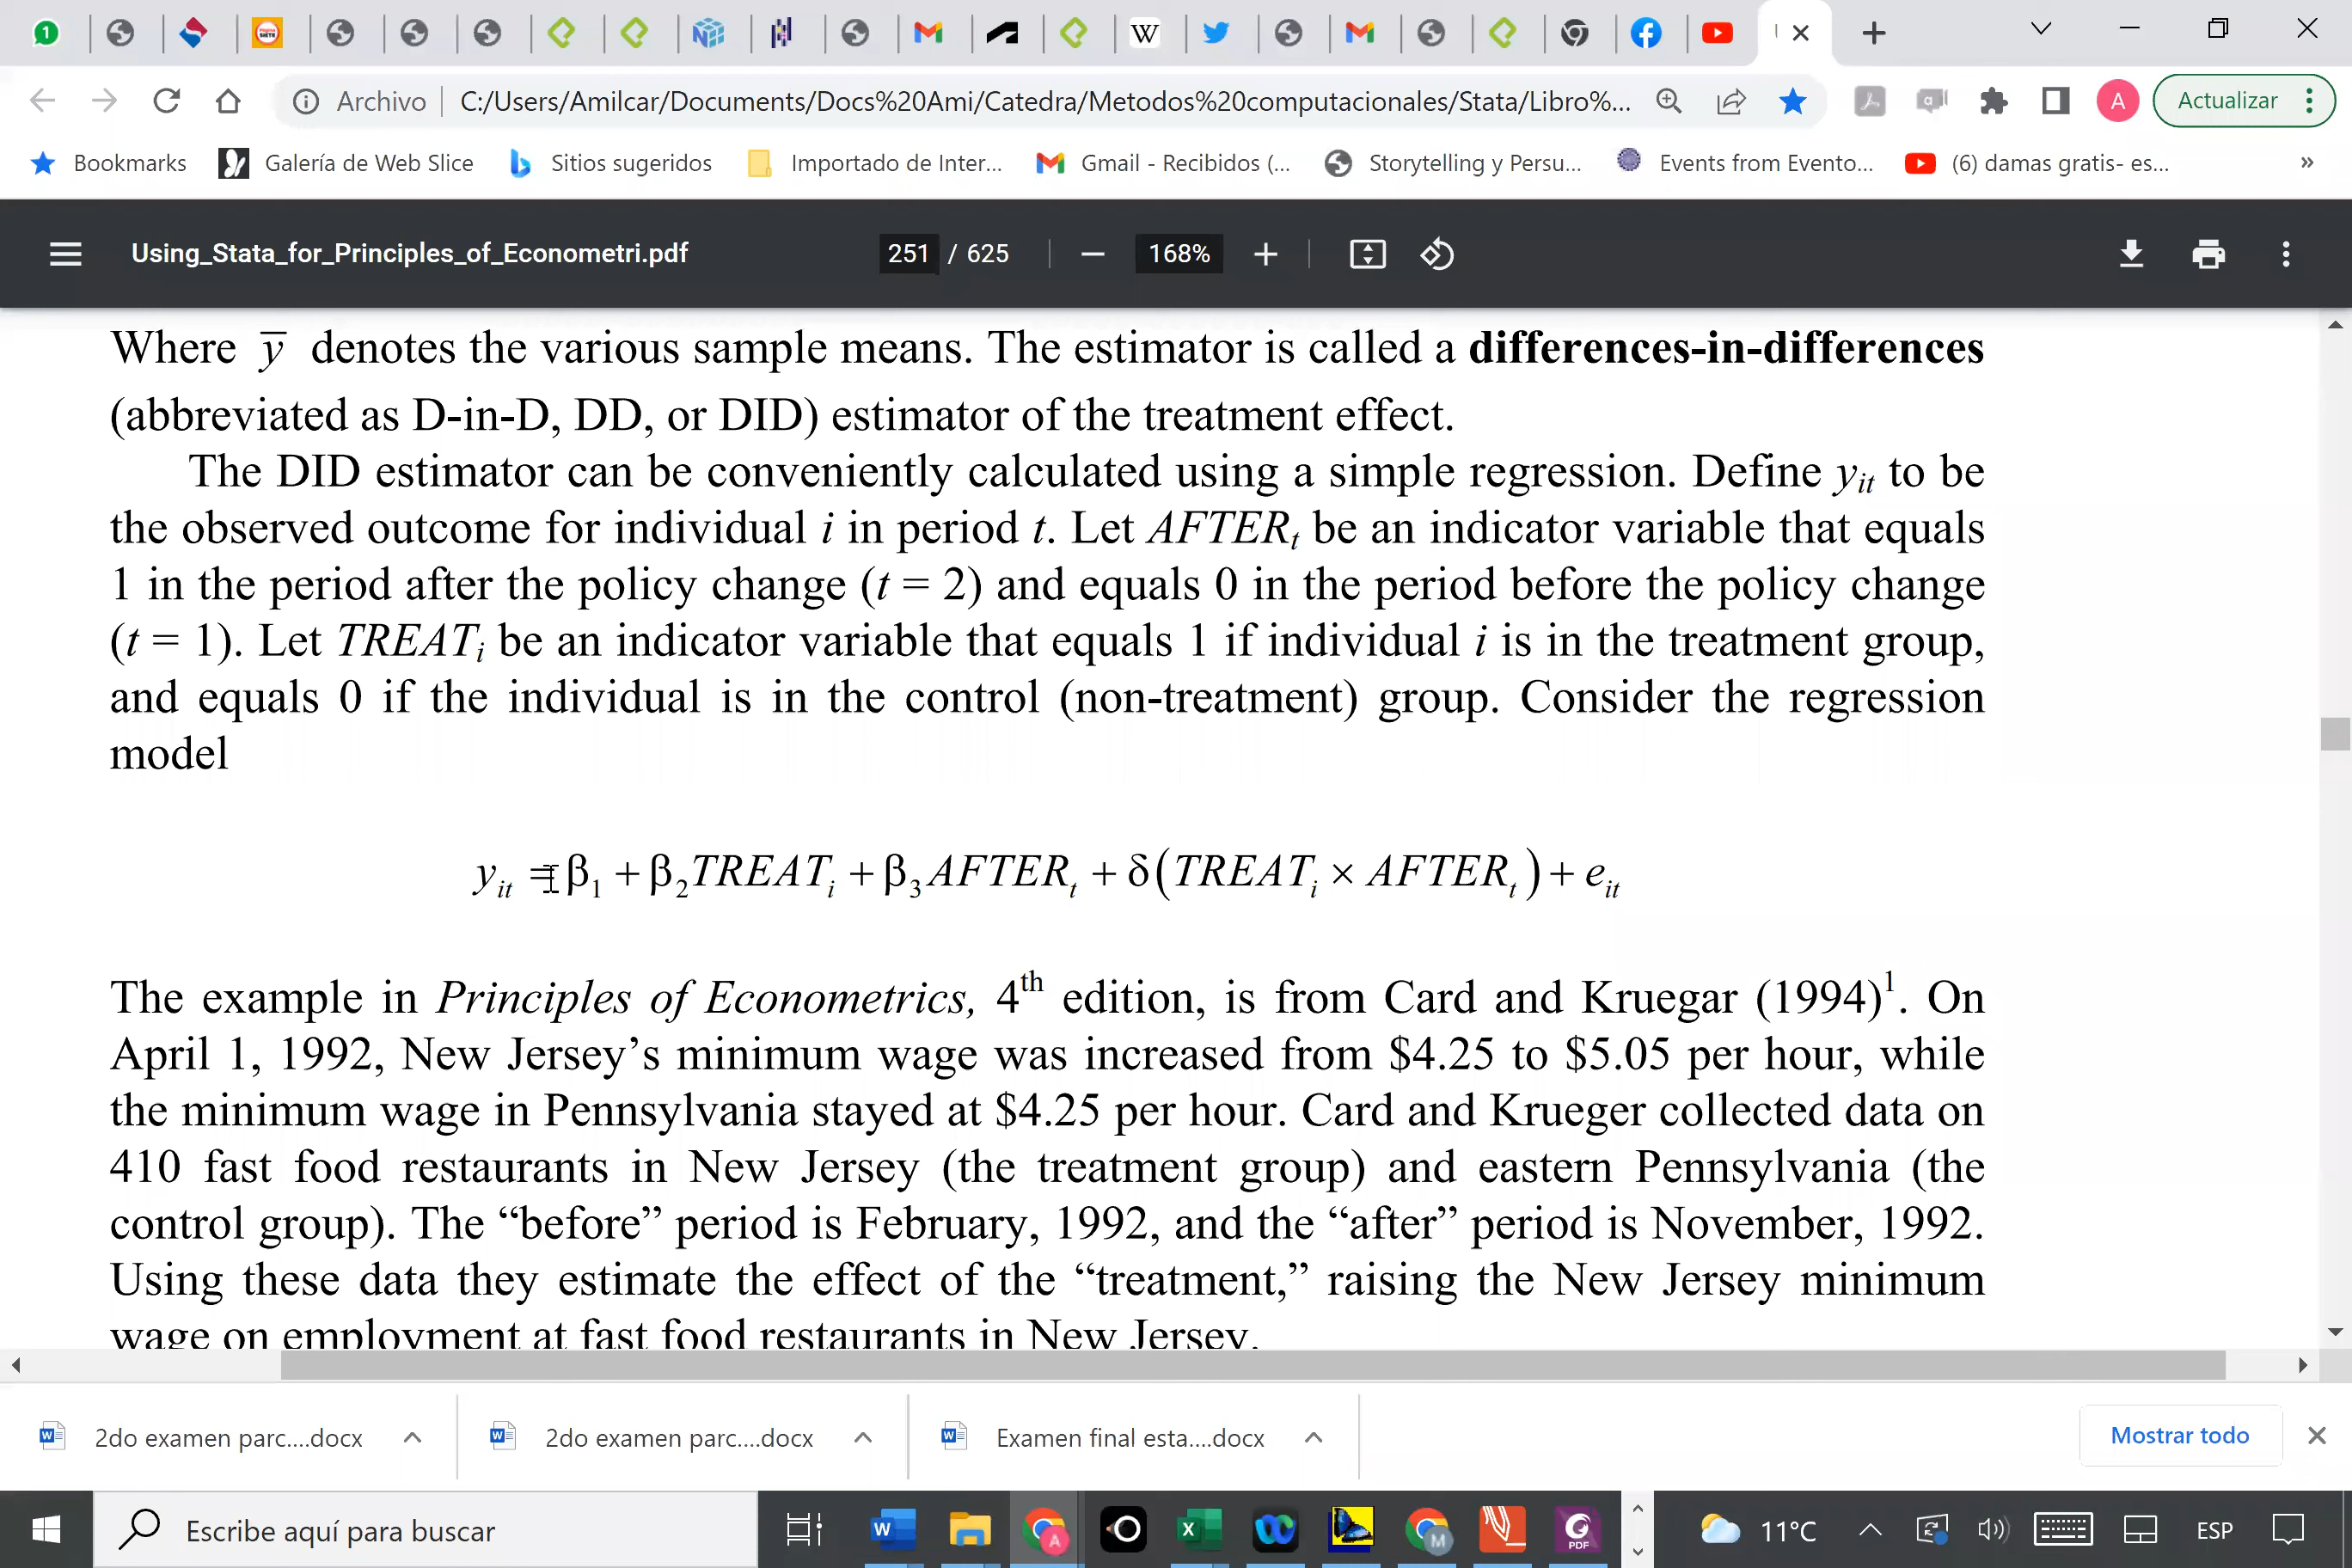 1
W
Archivo
C:/Users/Amilcar/Documents/Docs%20Ami/Catedra/Metodos%20computacionales/Stata/Libro%...
A
Actualizar
Bookmarks
Galería de Web Slice
Sitios sugeridos
Importado de Inter...
Gmail - Recibidos (...
Storytelling y Persu...
Events from Evento...
(6) damas gratis- es...
»
Using_Stata_for_Principles_of_Econometri.pdf
251 / 625
168%
Where y̅ denotes the various sample means. The estimator is called a differences-in-differences
(abbreviated as D-in-D, DD, or DID) estimator of the treatment effect.
The DID estimator can be conveniently calculated using a simple regression. Define yit to be
the observed outcome for individual i in period t. Let AFTERt be an indicator variable that equals
1 in the period after the policy change (t = 2) and equals 0 in the period before the policy change
(t = 1). Let TREATi be an indicator variable that equals 1 if individual i is in the treatment group,
and equals 0 if the individual is in the control (non-treatment) group. Consider the regression
model
yit = β1 + β2TREATi + β3AFTERt + δ(TREATi × AFTERt) + eit
The example in Principles of Econometrics, 4th edition, is from Card and Kruegar (1994)1. On
April 1, 1992, New Jersey’s minimum wage was increased from $4.25 to $5.05 per hour, while
the minimum wage in Pennsylvania stayed at $4.25 per hour. Card and Krueger collected data on
410 fast food restaurants in New Jersey (the treatment group) and eastern Pennsylvania (the
control group). The “before” period is February, 1992, and the “after” period is November, 1992.
Using these data they estimate the effect of the “treatment,” raising the New Jersey minimum
wage on employment at fast food restaurants in New Jersey.
2do examen parc....docx
2do examen parc....docx
Examen final esta....docx
Mostrar todo
Escribe aquí para buscar
11°C
ESP